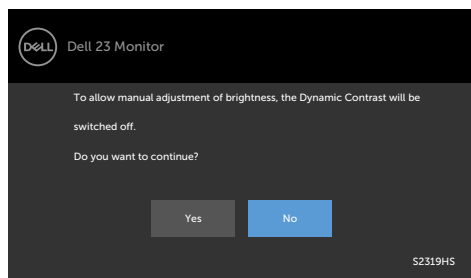 DELL
Dell 23 Monitor
To allow manual adjustment of brightness, the Dynamic Contrast will be
switched off.
Do you want to continue?
Yes
No
S2319HS